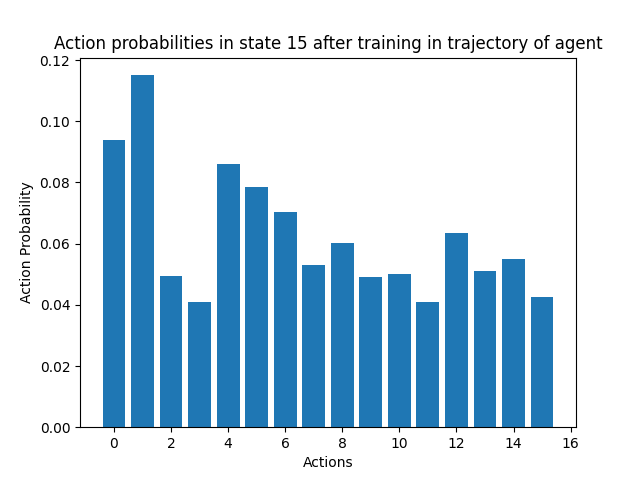 Action probabilities in state 15 after training in trajectory of agent
0.12
0.10
0.08
0.06
0.04
0.02
0.00
Action Probability
0 2 4 6 8 10 12 14 16
Actions